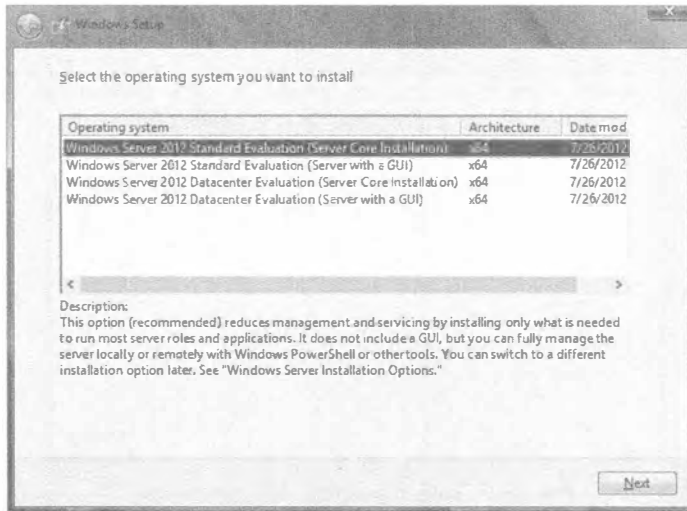 Windows Setup
Select the operating system you want to install
Operating system Architecture Date mod
Windows Server 2012 Standard Evaluation (Server Core Installation) x64 7/26/2012
Windows Server 2012 Standard Evaluation (Server with a GUI) x64 7/26/2012
Windows Server 2012 Datacenter Evaluation (Server Core Installation) x64 7/26/2012
Windows Server 2012 Datacenter Evaluation (Server with a GUI) x64 7/26/2012
Description:
This option (recommended) reduces management and servicing by installing only what is needed
to run most server roles and applications. It does not include a GUI, but you can fully manage the
server locally or remotely with Windows PowerShell or other tools. You can switch to a different
installation option later. See "Windows Server Installation Options."
Next